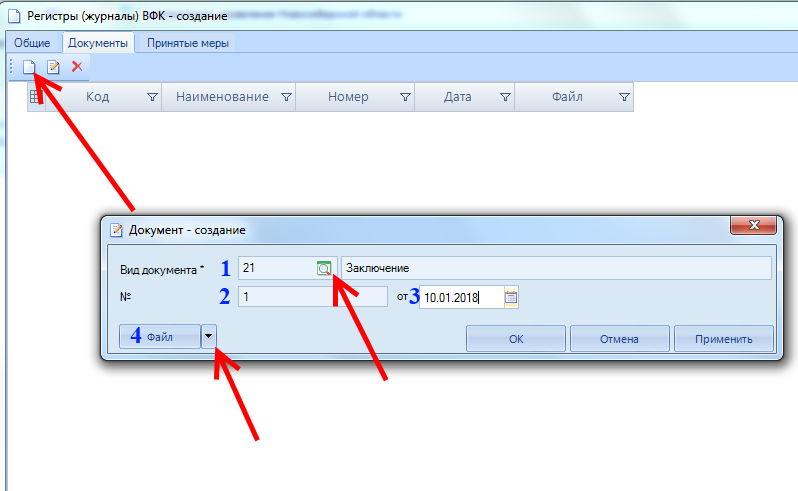 Регистры (журналы) ВФК - создание
Общие Документы Принятые меры
Код Наименование Номер Дата Файл
Документ - создание
Вид документа * 1 21 Заключение
№ 2 1 от 3 10.01.2018
4 Файл ОК Отмена Применить